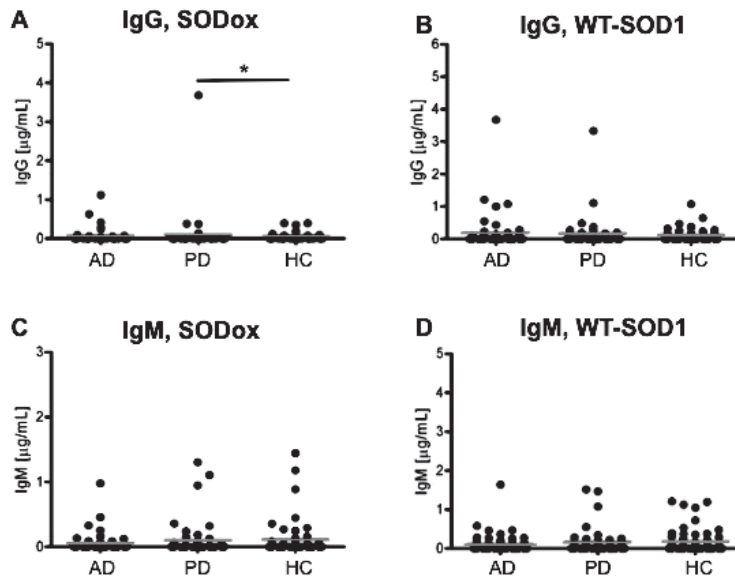 A IgG, SODox
5
4
3
2
1
0
IgG [µg/mL]
*
AD PD HC
B IgG, WT-SOD1
6
5
4
3
2
1
0
IgG [µg/mL]
AD PD HC
C IgM, SODox
3
2
1
0
IgM [µg/mL]
AD PD HC
D IgM, WT-SOD1
5
4
3
2
1
0
IgM [µg/mL]
AD PD HC